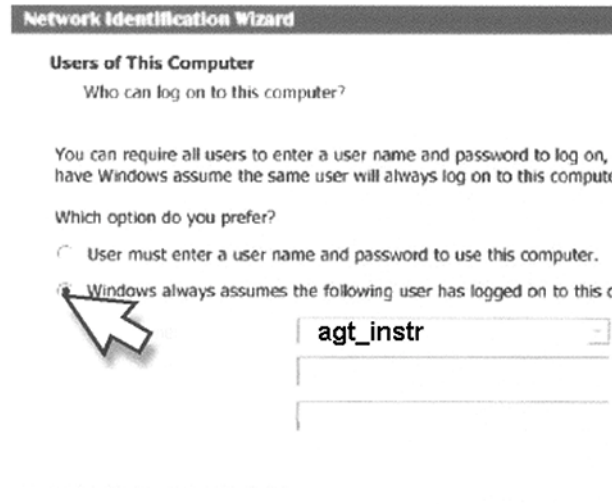 Network Identification Wizard
Users of This Computer
Who can log on to this computer?
You can require all users to enter a user name and password to log on,
have Windows assume the same user will always log on to this compute
Which option do you prefer?
User must enter a user name and password to use this computer.
Windows always assumes the following user has logged on to this c
agt_instr